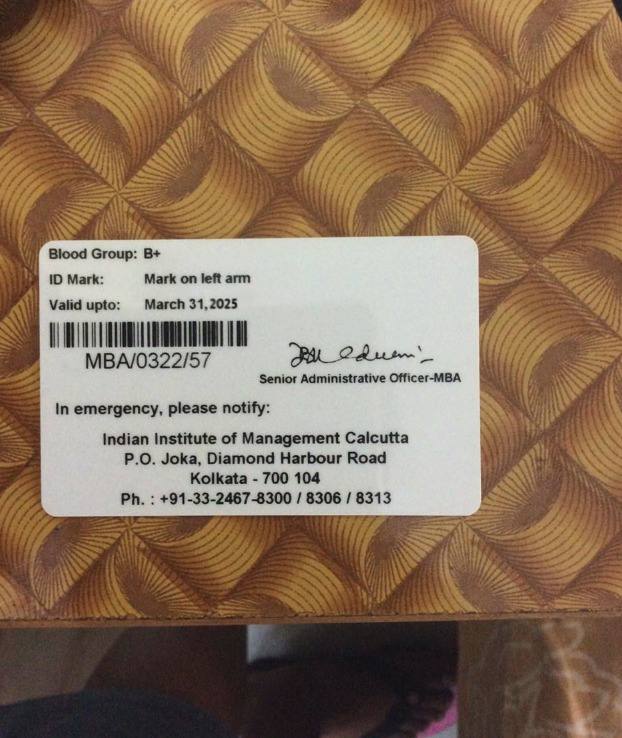 Blood Group: B+
ID Mark: Mark on left arm
Valid upto: March 31,2025
MBA/0322/57
Senior Administrative Officer-MBA
In emergency, please notify:
Indian Institute of Management Calcutta
P.O. Joka, Diamond Harbour Road
Kolkata - 700 104
Ph. : +91-33-2467-8300 / 8306 / 8313